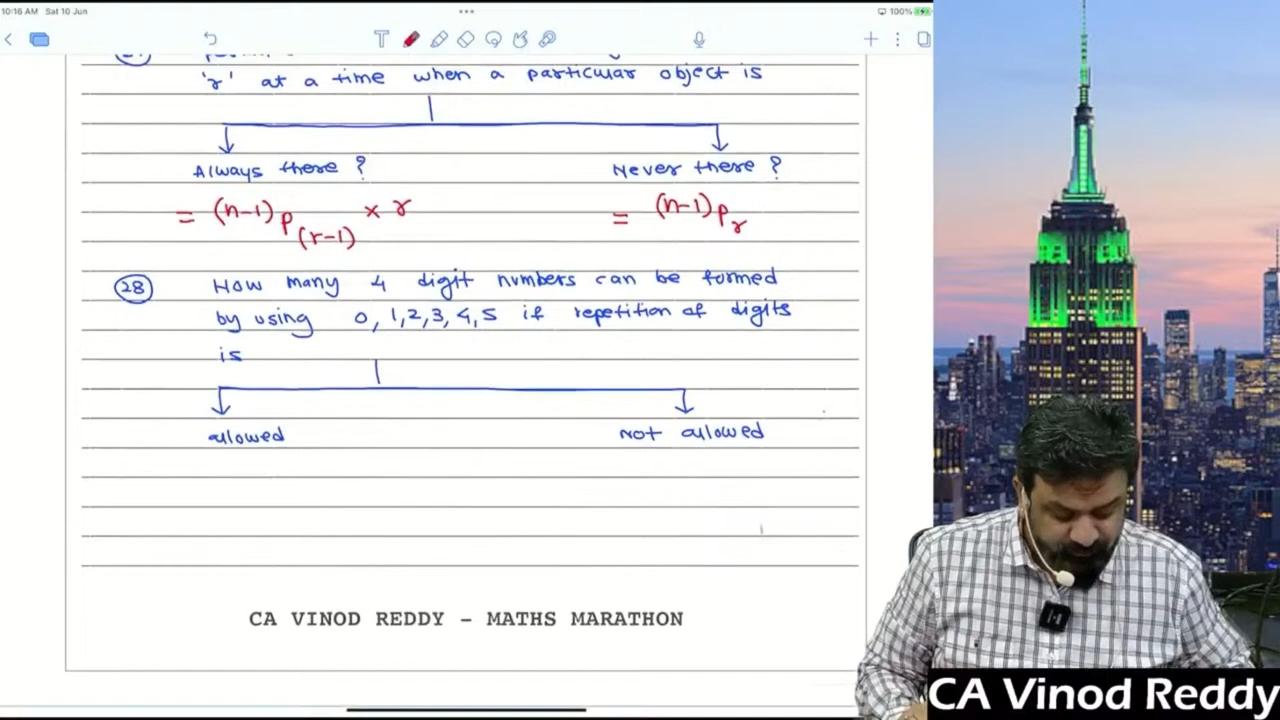 10:16 AM Sat 10 Jun
100%
'r' at a time when a particular object is
Always there ?
Never there ?
= (n-1)P(r-1) × r
= (n-1)Pr
28 How many 4 digit numbers can be formed
by using 0, 1, 2, 3, 4, 5 if repetition of digits
is
allowed
Not allowed
CA VINOD REDDY - MATHS MARATHON
CA Vinod Reddy